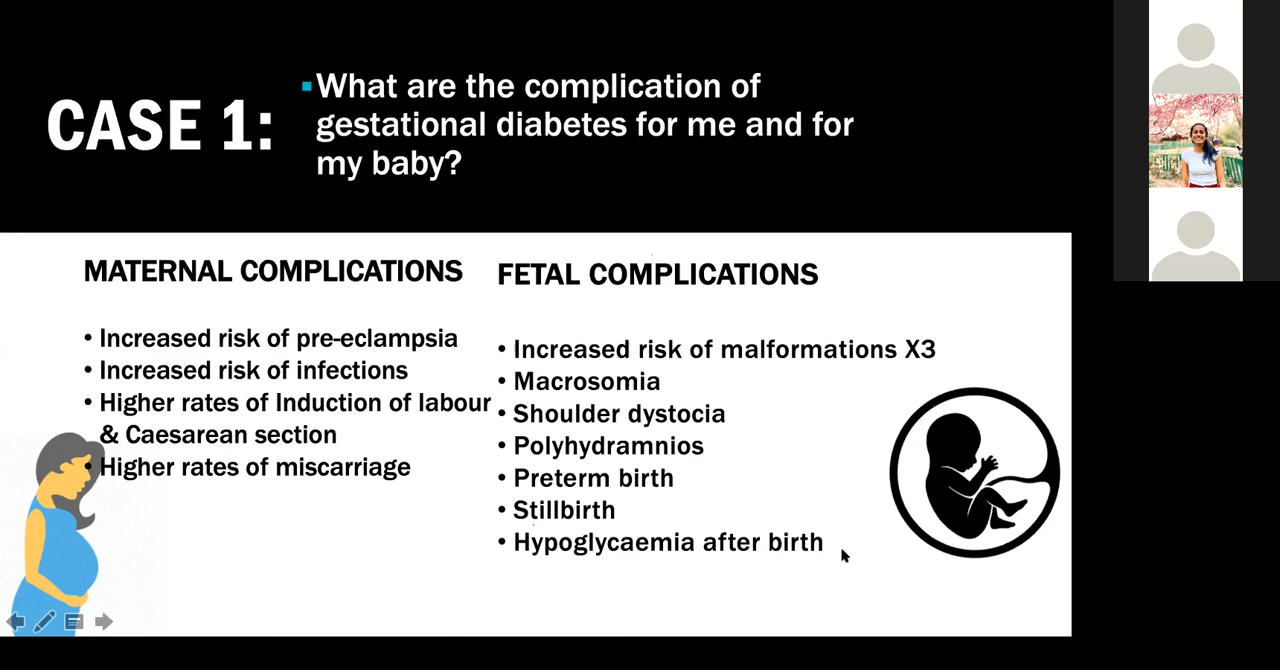 CASE 1:
What are the complication of
gestational diabetes for me and for
my baby?
MATERNAL COMPLICATIONS
• Increased risk of pre-eclampsia
• Increased risk of infections
• Higher rates of Induction of labour
& Caesarean section
• Higher rates of miscarriage
FETAL COMPLICATIONS
• Increased risk of malformations X3
• Macrosomia
• Shoulder dystocia
• Polyhydramnios
• Preterm birth
• Stillbirth
• Hypoglycaemia after birth